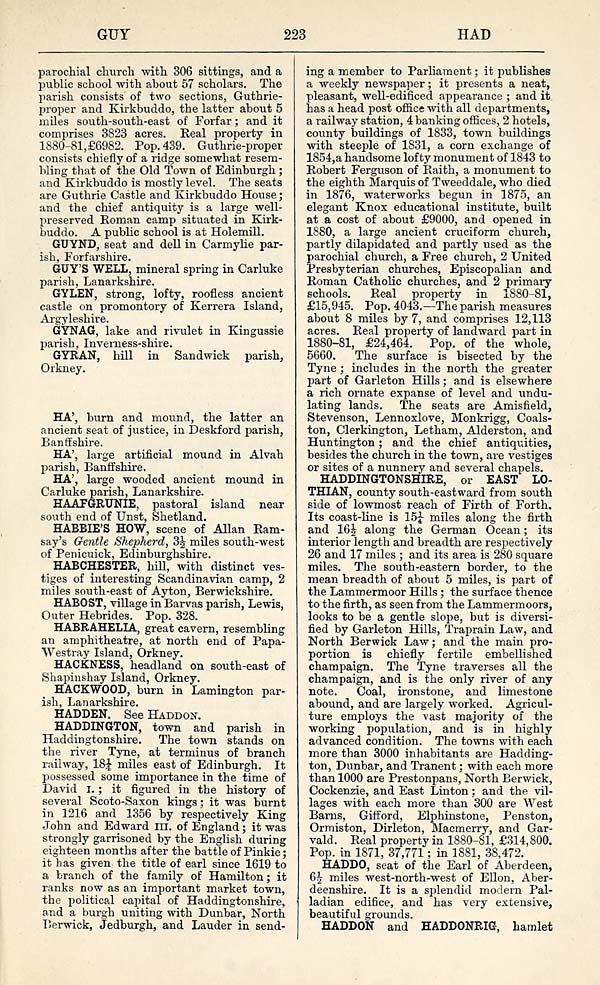 GUY 223 HAD
parochial church with 306 sittings, and a
public school with about 57 scholars. The
parish consists of two sections, Guthrie-
proper and Kirkbuddo, the latter about 5
miles south-south-east of Forfar; and it
comprises 3823 acres. Real property in
1880-81, £6982. Pop. 439. Guthrie-proper
consists chiefly of a ridge somewhat resem-
bling that of the Old Town of Edinburgh;
and Kirkbuddo is mostly level. The seats
are Guthrie Castle and Kirkbuddo House;
and the chief antiquity is a large well-
preserved Roman camp situated in Kirk-
buddo. A public school is at Holemill.
GUYND, seat and dell in Carmylie par-
ish, Forfarshire.
GUY'S WELL, mineral spring in Carluke
parish, Lanarkshire.
GYLEN, strong, lofty, roofless ancient
castle on promontory of Kerrera Island,
Argyleshire.
GYNAG, lake and rivulet in Kingussie
parish, Inverness-shire.
GYRAN, hill in Sandwick parish,
Orkney.
HA', burn and mound, the latter an
ancient seat of justice, in Deskford parish,
Banffshire.
HA', large artificial mound in Alvah
parish, Banffshire.
HA', large wooded ancient mound in
Carluke parish, Lanarkshire.
HAAFGRUNIE, pastoral island near
south end of Unst, Shetland.
HABBIE'S HOW, scene of Allan Ram-
say's Gentle Shepherd, 3½ miles south-west
of Penicuick, Edinburghshire.
HABCHESTER, hill, with distinct ves-
tiges of interesting Scandinavian camp, 2
miles south-east of Ayton, Berwickshire.
HABOST, village in Barvas parish, Lewis,
Outer Hebrides. Pop. 328.
HABRAHELIA, great cavern, resembling
an amphitheatre, at north end of Papa-
Westray Island, Orkney.
HACKNESS, headland on south-east of
Shapinshay Island, Orkney.
HACKWOOD, burn in Lamington par-
ish, Lanarkshire.
HADDEN. See HADDON.
HADDINGTON, town and parish in
Haddingtonshire. The town stands on
the river Tyne, at terminus of branch
railway, 18¼ miles east of Edinburgh. It
possessed some importance in the time of
David I.; it figured in the history of
several Scoto-Saxon kings; it was burnt
in 1216 and 1356 by respectively King
John and Edward III. of England; it was
strongly garrisoned by the English during
eighteen months after the battle of Pinkie;
it has given the title of earl since 1619 to
a branch of the family of Hamilton; it
ranks now as an important market town,
the political capital of Haddingtonshire,
and a burgh uniting with Dunbar, North
Berwick, Jedburgh, and Lauder in send-
ing a member to Parliament; it publishes
a weekly newspaper; it presents a neat,
pleasant, well-edificed appearance; and it
has a head post office with all departments,
a railway station, 4 banking offices, 2 hotels,
county buildings of 1833, town buildings
with steeple of 1831, a corn exchange of
1854, a handsome lofty monument of 1843 to
Robert Ferguson of Raith, a monument to
the eighth Marquis of Tweeddale, who died
in 1876, waterworks begun in 1875, an
elegant Knox educational institute, built
at a cost of about £9000, and opened in
1880, a large ancient cruciform church,
partly dilapidated and partly used as the
parochial church, a Free church, 2 United
Presbyterian churches, Episcopalian and
Roman Catholic churches, and 2 primary
schools. Real property in 1880-81,
£15,945. Pop. 4043.—The parish measures
about 8 miles by 7, and comprises 12,113
acres. Real property of landward part in
1880-81, £24,464. Pop. of the whole,
5660. The surface is bisected by the
Tyne; includes in the north the greater
part of Garleton Hills; and is elsewhere
a rich ornate expanse of level and undu-
lating lands. The seats are Amisfield,
Stevenson, Lennoxlove, Monkrigg, Coals-
ton, Clerkington, Letham, Alderston, and
Huntington; and the chief antiquities,
besides the church in the town, are vestiges
or sites of a nunnery and several chapels.
HADDINGTONSHIRE, or EAST LO-
THIAN, county south-eastward from south
side of lowmost reach of Firth of Forth.
Its coast-line is 15¼ miles along the firth
and 16½ along the German Ocean; its
interior length and breadth are respectively
26 and 17 miles; and its area is 280 square
miles. The south-eastern border, to the
mean breadth of about 5 miles, is part of
the Lammermoor Hills; the surface thence
to the firth, as seen from the Lammermoors,
looks to be a gentle slope, but is diversi-
fied by Garleton Hills, Traprain Law, and
North Berwick Law; and the main pro-
portion is chiefly fertile embellished
champaign. The Tyne traverses all the
champaign, and is the only river of any
note. Coal, ironstone, and limestone
abound, and are largely worked. Agricul-
ture employs the vast majority of the
working population, and is in highly
advanced condition. The towns with each
more than 3000 inhabitants are Hadding-
ton, Dunbar, and Tranent; with each more
than 1000 are Prestonpans, North Berwick,
Cockenzie, and East Linton; and the vil-
lages with each more than 300 are West
Barns, Gifford, Elphinstone, Penston,
Ormiston, Dirleton, Macmerry, and Gar-
vald. Real property in 1880-81, £314,800.
Pop. in 1871, 37,771; in 1881, 38,472.
HADDO, seat of the Earl of Aberdeen,
6½ miles west-north-west of Ellon, Aber-
deenshire. It is a splendid modern Pal-
ladian edifice, and has very extensive,
beautiful grounds.
HADDON and HADDONRIG, hamlet